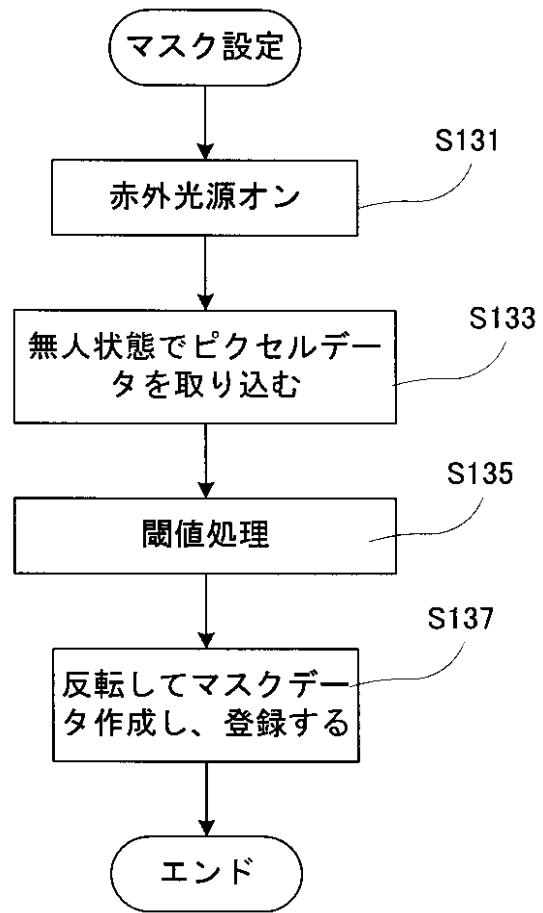 マスク設定
S131
赤外光源オン
S133
無人状態でピクセルデー
タを取り込む
S135
閾値処理
S137
反転してマスクデー
タ作成し、登録する
エンド